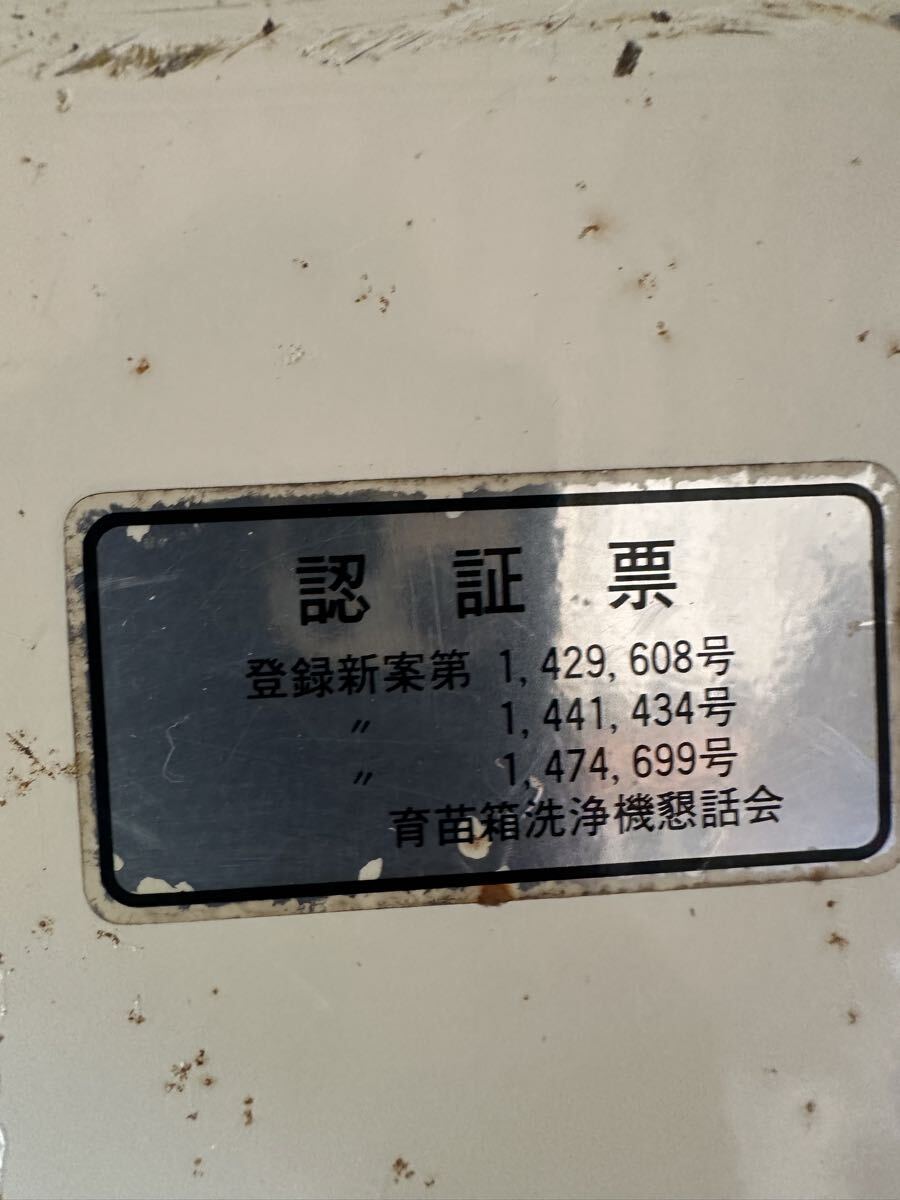 認証票
登録新案第 1,429,608号
〃 1,441,434号
〃 1,474,699号
育苗箱洗浄機懇話会